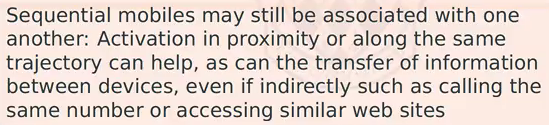 Sequential mobiles may still be associated with one
another: Activation in proximity or along the same
trajectory can help, as can the transfer of information
between devices, even if indirectly such as calling the
same number or accessing similar web sites